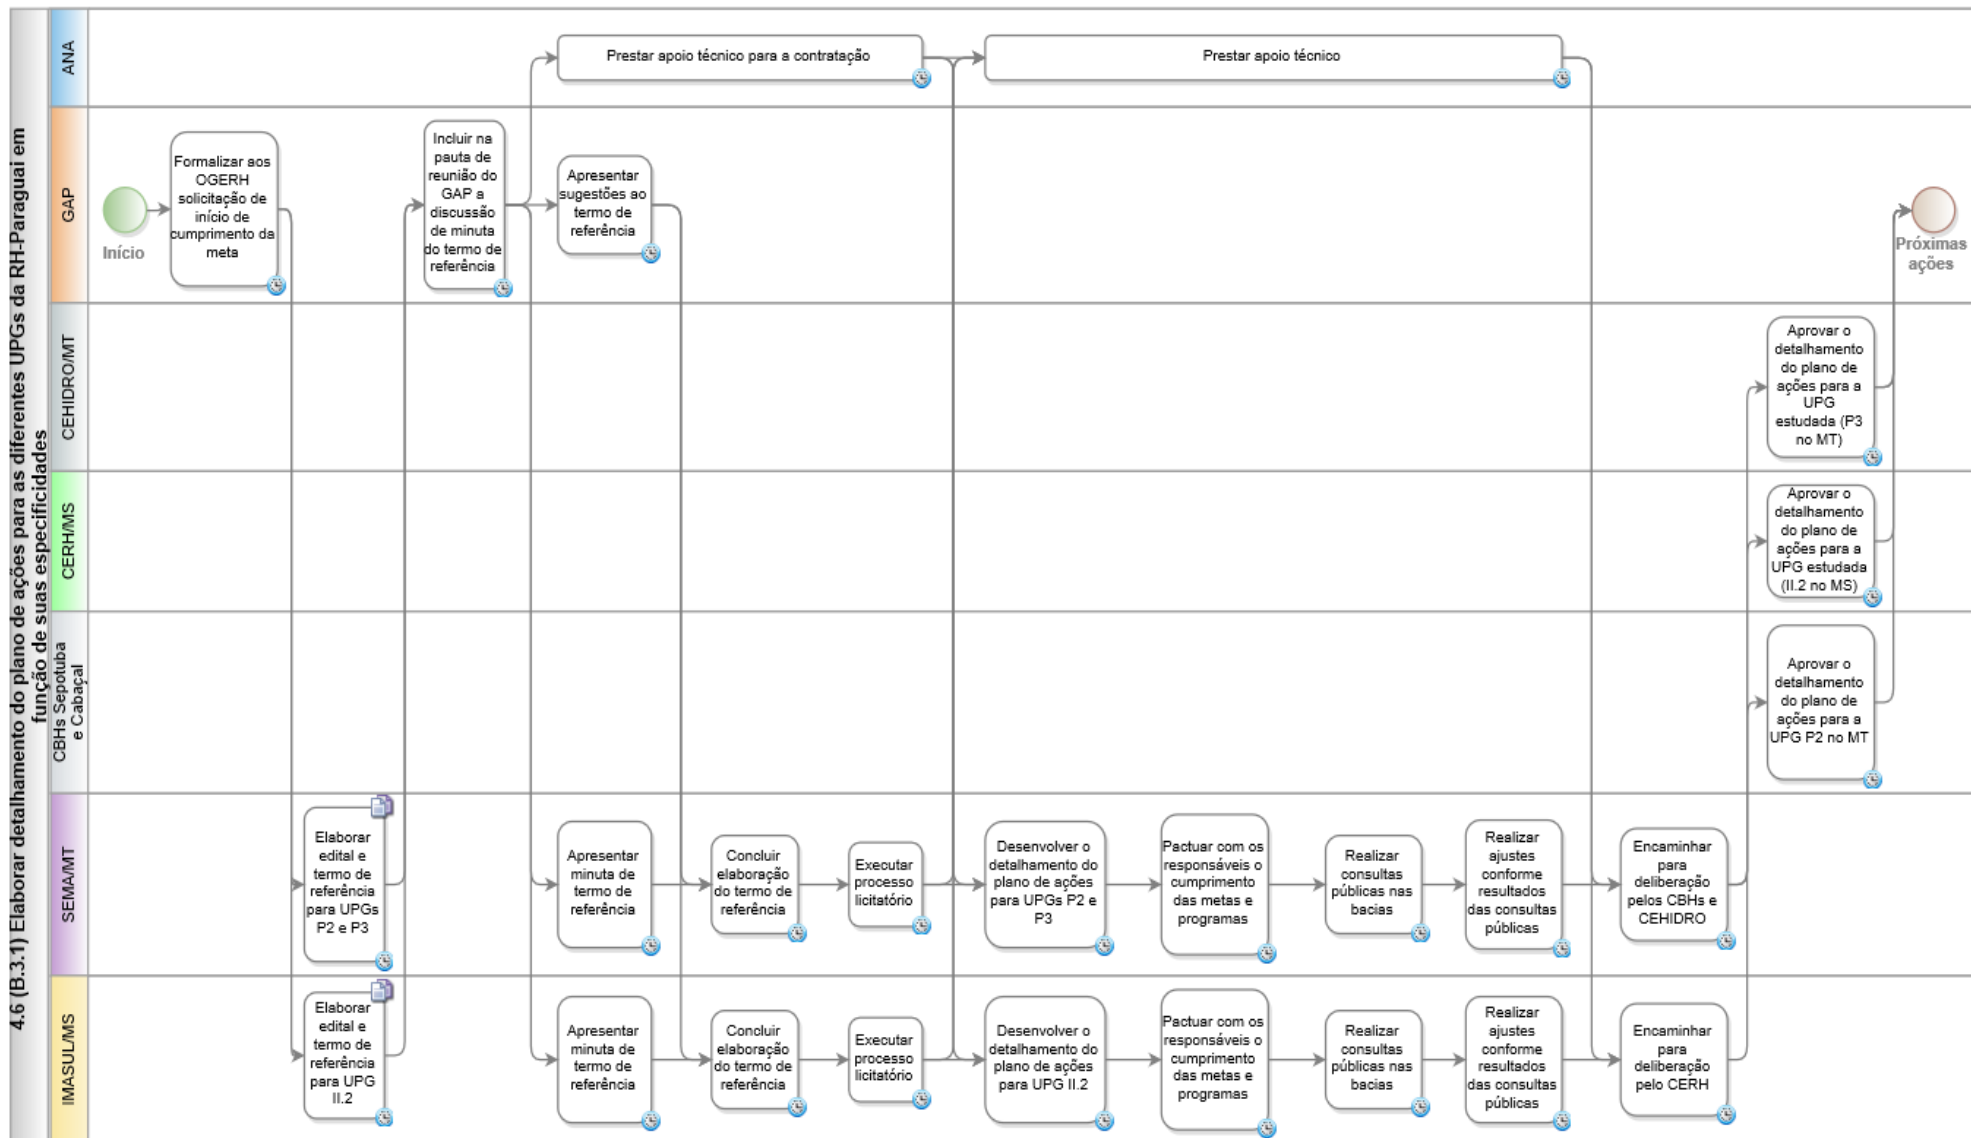 4.6 (B.3.1) Elaborar detalhamento do plano de ações para as diferentes UPGs da RH-Paraguai em
função de suas especificidades
ANA
Prestar apoio técnico para a contratação
Prestar apoio técnico
GAP
Início
Formalizar aos
OGERH
solicitação de
início de
cumprimento da
meta
Incluir na
pauta de
reunião do
GAP a
discussão
de minuta
do termo de
referência
Apresentar
sugestões ao
termo de
referência
Próximas
ações
CEHIDRO/MT
Aprovar o
detalhamento
do plano de
ações para a
UPG
estudada (P3
no MT)
CERH/MS
Aprovar o
detalhamento
do plano de
ações para a
UPG estudada
(II.2 no MS)
CBHs Sepotuba
e Cabaçal
Aprovar o
detalhamento
do plano de
ações para a
UPG P2 no MT
SEMA/MT
Elaborar
edital e
termo de
referência
para UPGs
P2 e P3
Apresentar
minuta de
termo de
referência
Concluir
elaboração
do termo de
referência
Executar
processo
licitatório
Desenvolver o
detalhamento do
plano de ações
para UPGs P2 e
P3
Pactuar com os
responsáveis o
cumprimento
das metas e
programas
Realizar
consultas
públicas nas
bacias
Realizar
ajustes
conforme
resultados
das consultas
públicas
Encaminhar
para
deliberação
pelos CBHs e
CEHIDRO
IMASUL/MS
Elaborar
edital e
termo de
referência
para UPG
II.2
Apresentar
minuta de
termo de
referência
Concluir
elaboração
do termo de
referência
Executar
processo
licitatório
Desenvolver o
detalhamento do
plano de ações
para UPG II.2
Pactuar com os
responsáveis o
cumprimento
das metas e
programas
Realizar
consultas
públicas nas
bacias
Realizar
ajustes
conforme
resultados
das consultas
públicas
Encaminhar
para
deliberação
pelo CERH